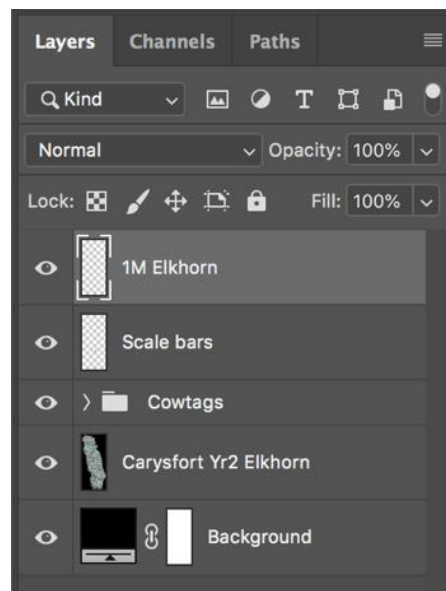 Layers Channels Paths
Kind T
Normal Opacity: 100%
Lock: Fill: 100%
1M Elkhorn
Scale bars
Cowtags
Carysfort Yr2 Elkhorn
Background